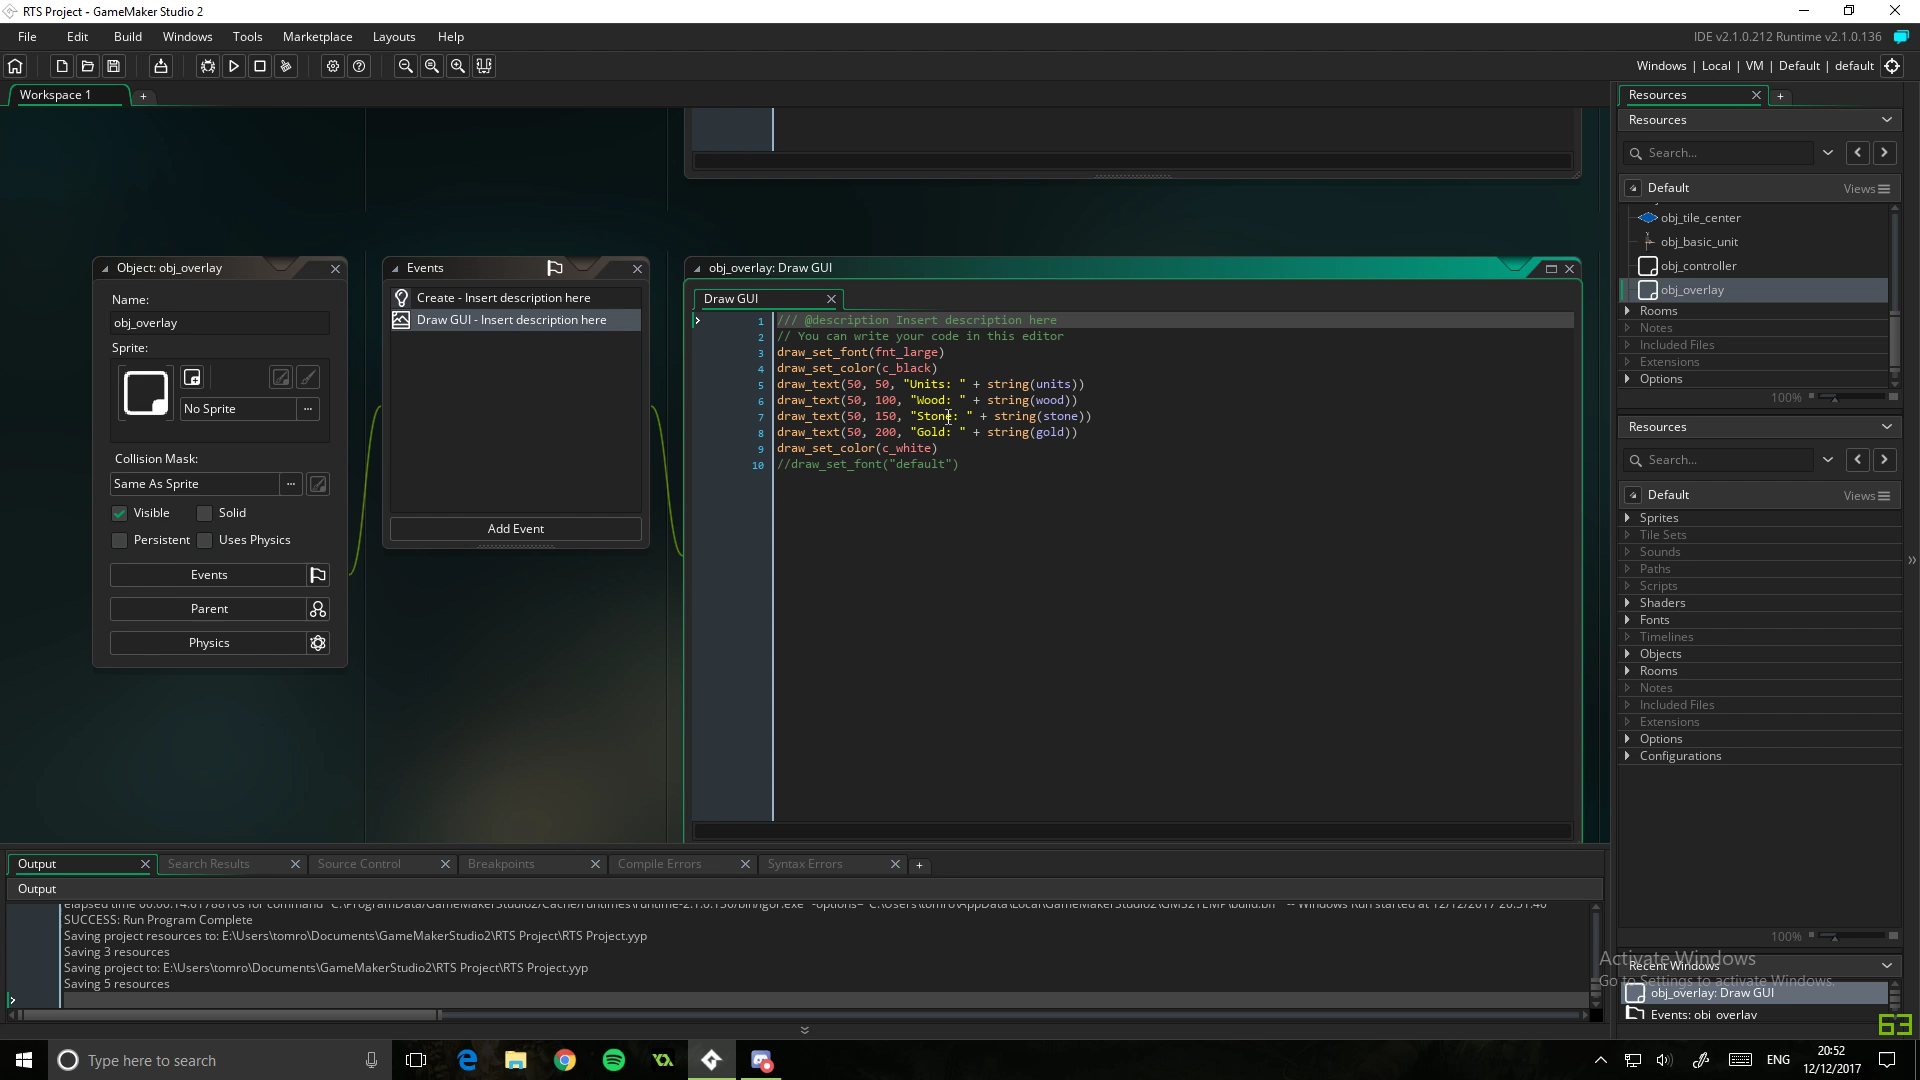 RTS Project - GameMaker Studio 2
File Edit Build Windows Tools Marketplace Layouts Help
IDE v2.1.0.212 Runtime v2.1.0.136
Windows | Local | VM | Default | default
Workspace 1
Object: obj_overlay
Name:
obj_overlay
Sprite:
No Sprite
Collision Mask:
Same As Sprite
Visible Solid
Persistent Uses Physics
Events
Parent
Physics
Events
Create - Insert description here
Draw GUI - Insert description here
Add Event
obj_overlay: Draw GUI
Draw GUI
1 /// @description Insert description here
2 // You can write your code in this editor
3 draw_set_font(fnt_large)
4 draw_set_color(c_black)
5 draw_text(50, 50, "Units: " + string(units))
6 draw_text(50, 100, "Wood: " + string(wood))
7 draw_text(50, 150, "Stone: " + string(stone))
8 draw_text(50, 200, "Gold: " + string(gold))
9 draw_set_color(c_white)
10 //draw_set_font("default")
Resources
Resources
Search...
Default Views
obj_tile_center
obj_basic_unit
obj_controller
obj_overlay
Rooms
Notes
Included Files
Extensions
Options
100%
Resources
Search...
Default Views
Sprites
Tile Sets
Sounds
Paths
Scripts
Shaders
Fonts
Timelines
Objects
Rooms
Notes
Included Files
Extensions
Options
Configurations
100%
Activate Windows
Go to Settings to activate Windows.
Recent Windows
obj_overlay: Draw GUI
Events: obj_overlay
63
Output Search Results Source Control Breakpoints Compile Errors Syntax Errors
Output
SUCCESS: Run Program Complete
Saving project resources to: E:\Users\tomro\Documents\GameMakerStudio2\RTS Project\RTS Project.yyp
Saving 3 resources
Saving project to: E:\Users\tomro\Documents\GameMakerStudio2\RTS Project\RTS Project.yyp
Saving 5 resources
Type here to search
ENG
20:52
12/12/2017